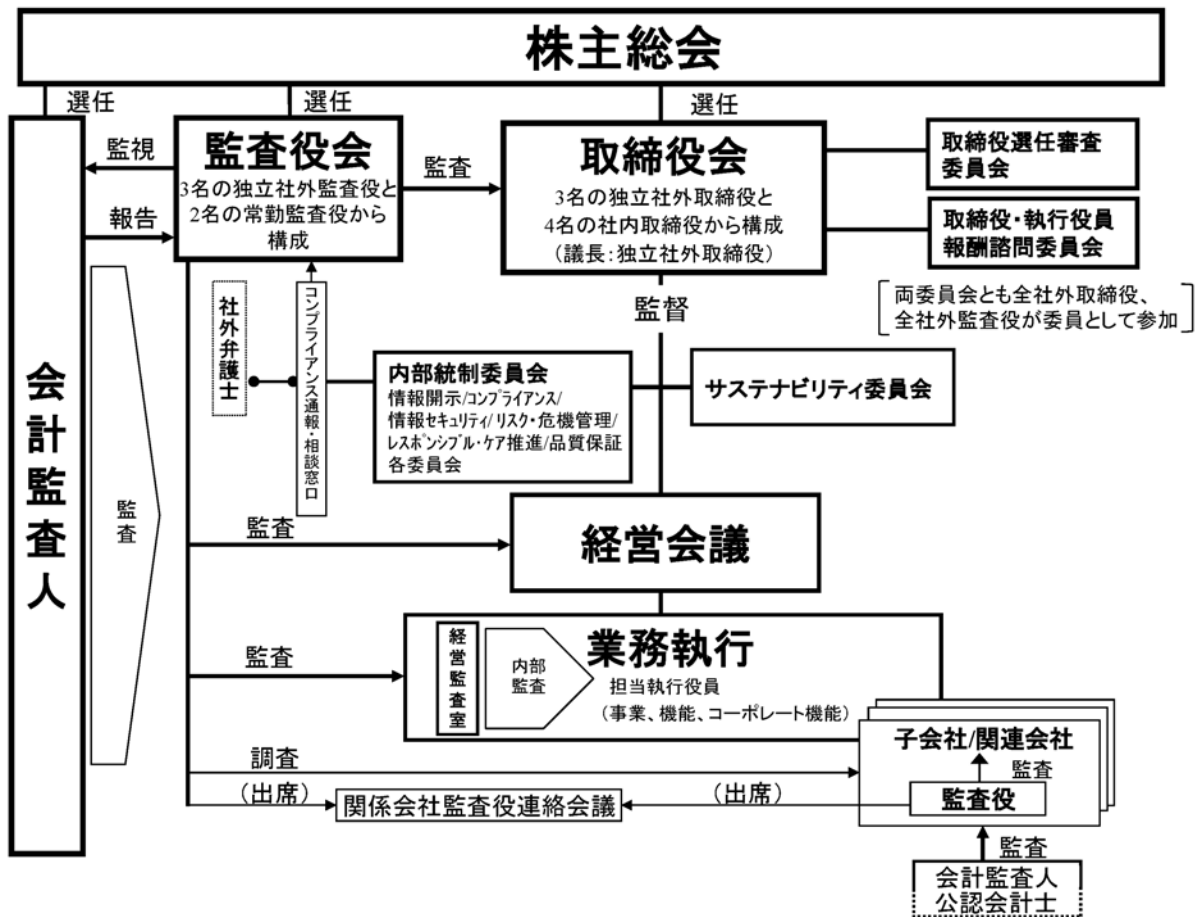 株主総会
選任
選任
選任
会計監査人
監視
報告
監査役会
3名の独立社外監査役と
2名の常勤監査役から
構成
監査
取締役会
3名の独立社外取締役と
4名の社内取締役から構成
(議長:独立社外取締役)
取締役選任審査
委員会
取締役・執行役員
報酬諮問委員会
両委員会とも全社外取締役、
全社外監査役が委員として参加
監督
社外弁護士
コンプライアンス通報・相談窓口
内部統制委員会
情報開示/コンプライアンス/
情報セキュリティ/リスク・危機管理/
レスポンシブル・ケア推進/品質保証
各委員会
サステナビリティ委員会
監査
監査
経営会議
監査
経営監査室
内部
監査
業務執行
担当執行役員
(事業、機能、コーポレート機能)
調査
子会社/関連会社
監査
監査役
(出席)
関係会社監査役連絡会議
(出席)
監査
会計監査人
公認会計士